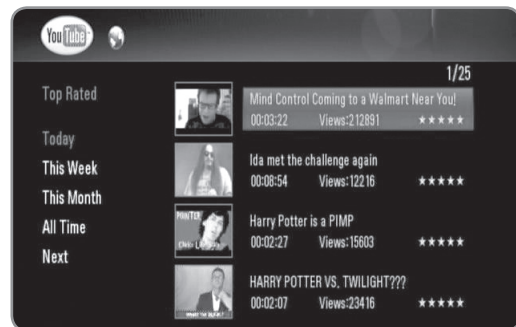 YouTube
1/25
Top Rated
Today
This Week
This Month
All Time
Next
Mind Control Coming to a Walmart Near You!
00:03:22 Views:212891 ★★★★★
Ida met the challenge again
00:08:54 Views:12216 ★★★★★
Harry Potter is a PIMP
00:02:27 Views:15603 ★★★★★
HARRY POTTER VS. TWILIGHT???
00:02:07 Views:23416 ★★★★★